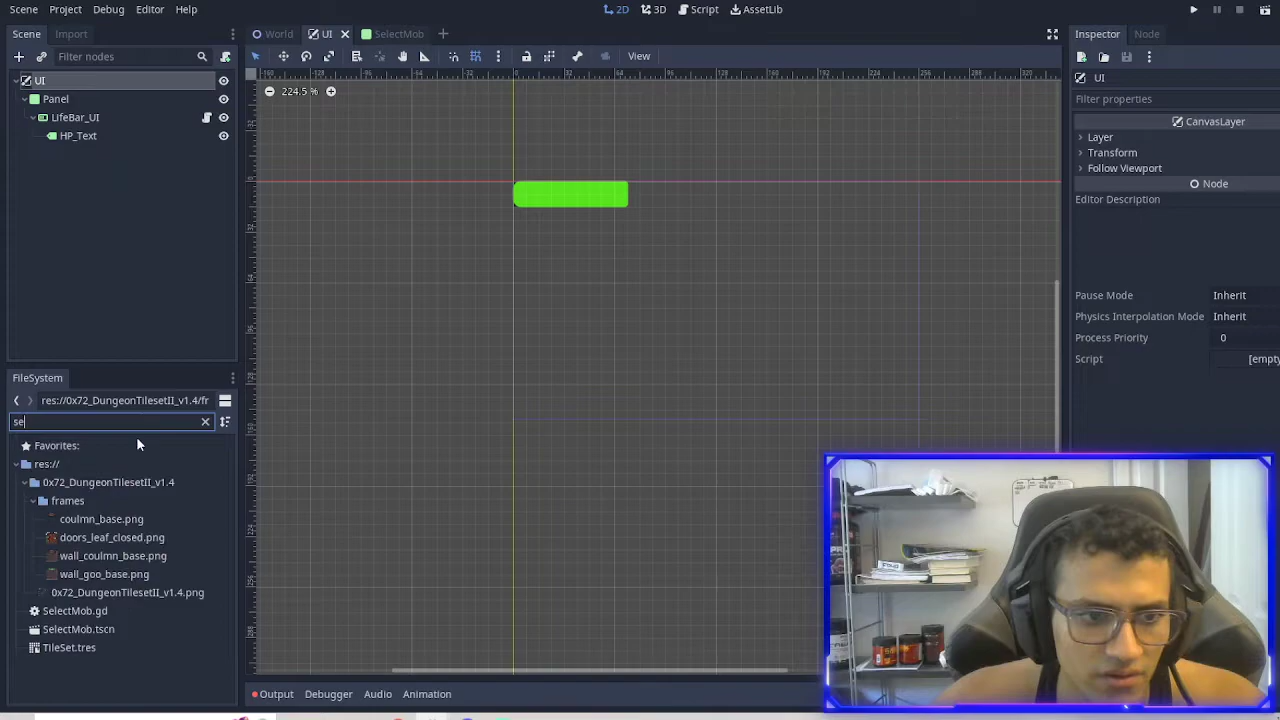 Scene Project Debug Editor Help
2D 3D Script AssetLib
Scene Import
World UI SelectMob
Inspector Node
Filter nodes
View
UI
Panel
LifeBar_UI
HP_Text
224.5 %
UI
Filter properties
CanvasLayer
Layer
Transform
Follow Viewport
Node
Editor Description
Pause Mode Inherit
Physics Interpolation Mode Inherit
Process Priority 0
Script [empty
FileSystem
res://0x72_DungeonTilesetII_v1.4/fr
se
Favorites:
res://
0x72_DungeonTilesetII_v1.4
frames
coulmn_base.png
doors_leaf_closed.png
wall_coulmn_base.png
wall_goo_base.png
0x72_DungeonTilesetII_v1.4.png
SelectMob.gd
SelectMob.tscn
TileSet.tres
Output Debugger Audio Animation